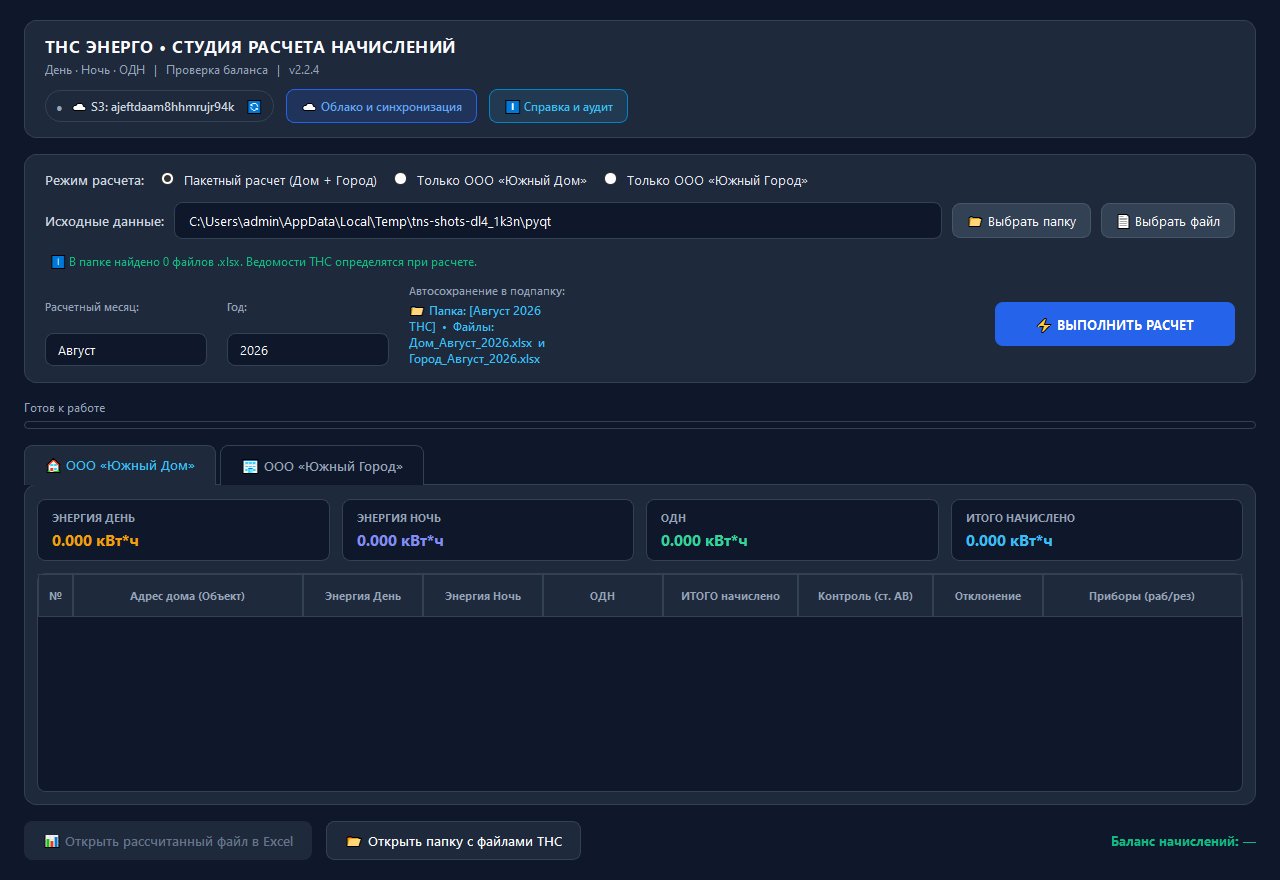 ТНС ЭНЕРГО • СТУДИЯ РАСЧЕТА НАЧИСЛЕНИЙ
День · Ночь · ОДН | Проверка баланса | v2.2.4
● S3: ajeftdaam8hhmrujr94k
Облако и синхронизация
Справка и аудит
Режим расчета:
Пакетный расчет (Дом + Город)
Только ООО «Южный Дом»
Только ООО «Южный Город»
Исходные данные:
C:\Users\admin\AppData\Local\Temp\tns-shots-dl4_1k3n\pyqt
Выбрать папку
Выбрать файл
В папке найдено 0 файлов .xlsx. Ведомости ТНС определятся при расчете.
Расчетный месяц:
Август
Год:
2026
Автосохранение в подпапку:
Папка: [Август 2026
ТНС] • Файлы:
Дом_Август_2026.xlsx и
Город_Август_2026.xlsx
⚡ ВЫПОЛНИТЬ РАСЧЕТ
Готов к работе
ООО «Южный Дом»
ООО «Южный Город»
ЭНЕРГИЯ ДЕНЬ
0.000 кВт*ч
ЭНЕРГИЯ НОЧЬ
0.000 кВт*ч
ОДН
0.000 кВт*ч
ИТОГО НАЧИСЛЕНО
0.000 кВт*ч
№
Адрес дома (Объект)
Энергия День
Энергия Ночь
ОДН
ИТОГО начислено
Контроль (ст. АВ)
Отклонение
Приборы (раб/рез)
Открыть рассчитанный файл в Excel
Открыть папку с файлами ТНС
Баланс начислений: —